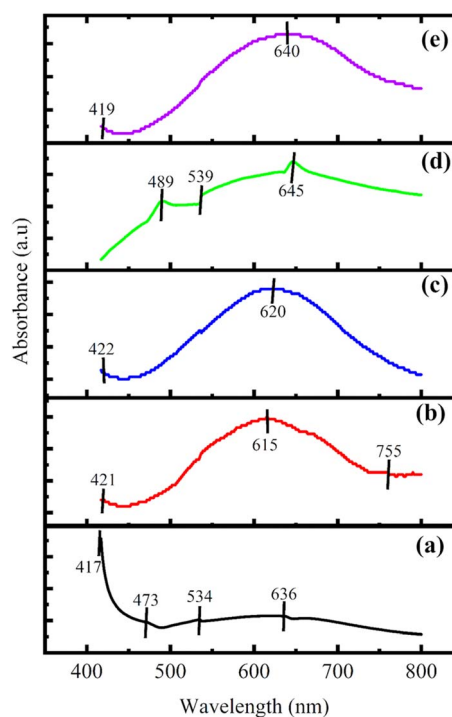 (e)
640
419
(d)
489
539
645
(c)
620
422
(b)
615
755
421
(a)
417
473
534
636
Absorbance (a.u)
400 500 600 700 800
Wavelength (nm)